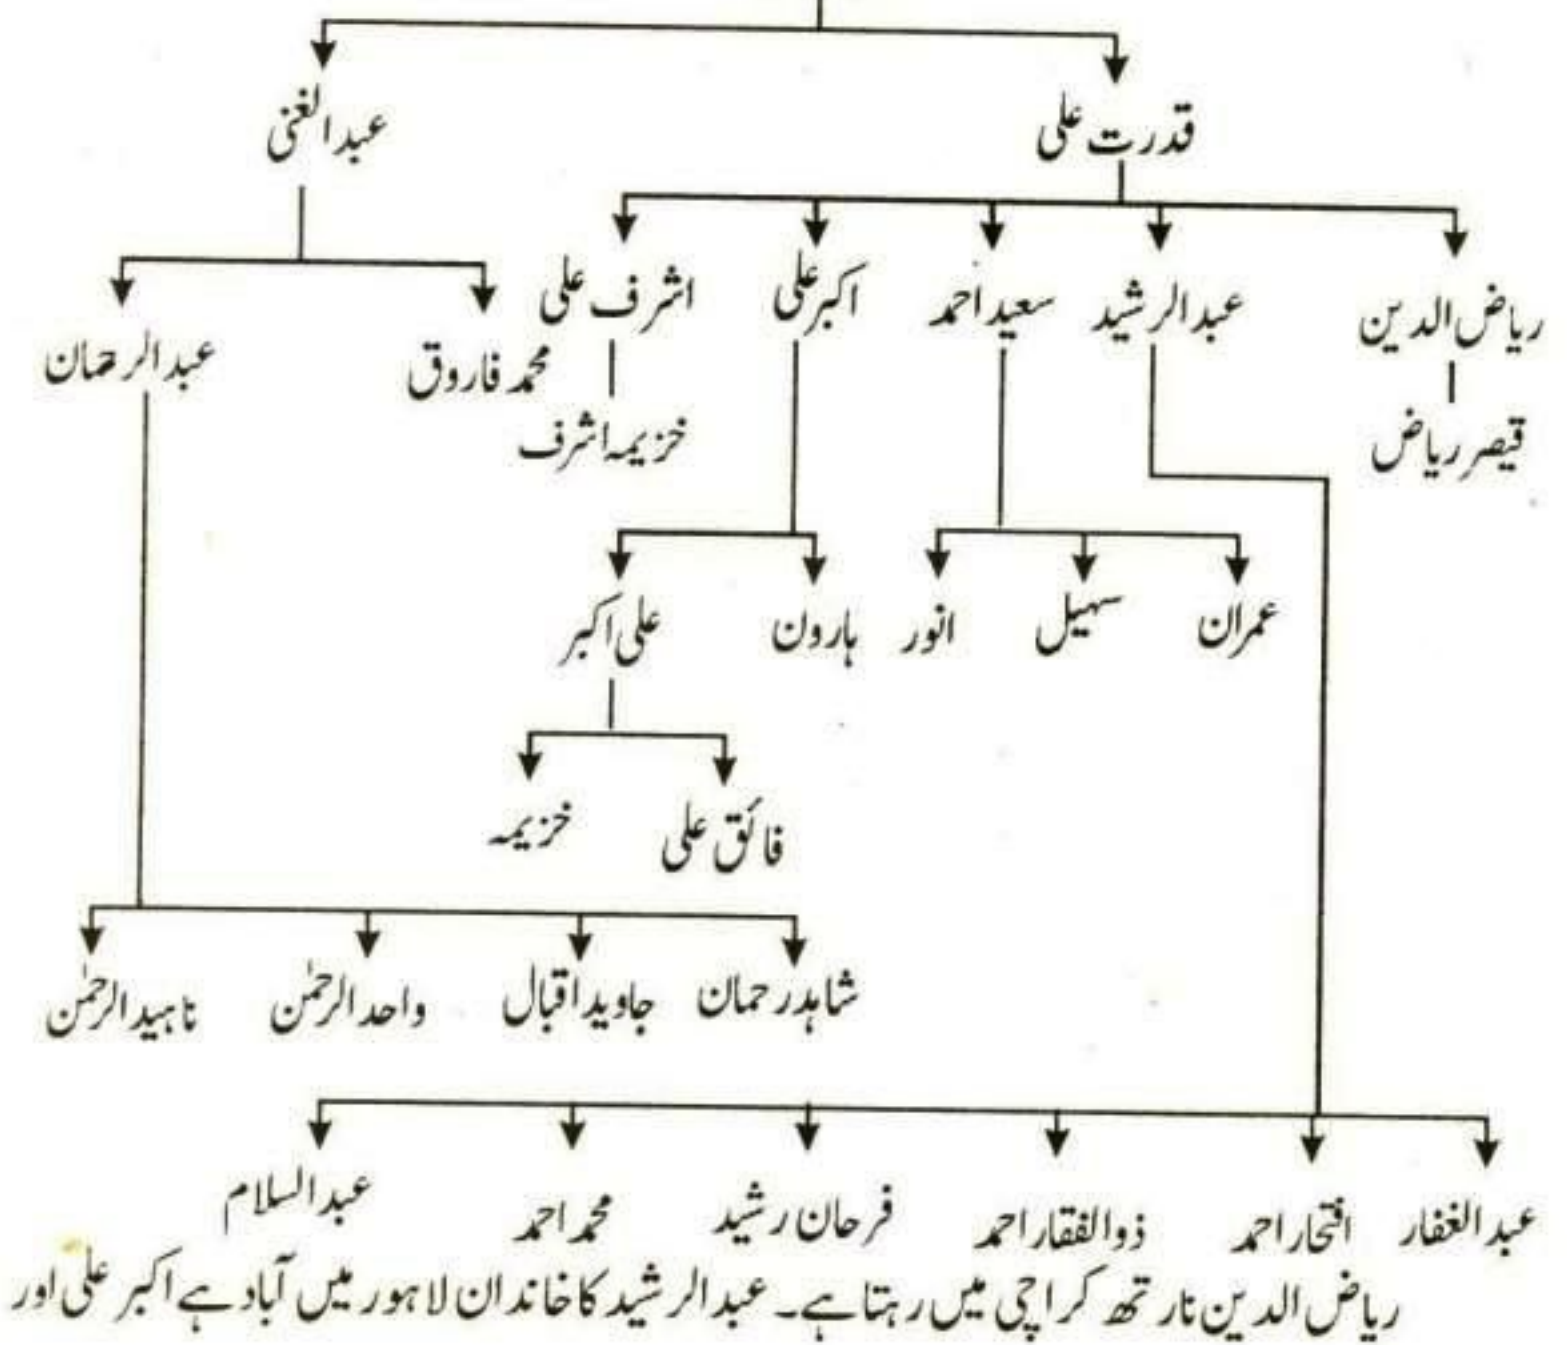 قدرت علی عبدالغنی
ریاض الدین عبدالرشید سعید احمد اکبر علی اشرف علی
محمد فاروق عبدالرحمان
قیصر ریاض خزیمہ اشرف
عمران سہیل انور ہارون علی اکبر
فائق علی خزیمہ
شاہد رحمان جاوید اقبال واحد الرحمٰن ناہید الرحمٰن
عبدالغفار افتخار احمد ذوالفقار احمد فرحان رشید محمد احمد عبدالسلام
ریاض الدین نارتھ کراچی میں رہتا ہے۔ عبدالرشید کا خاندان لاہور میں آباد ہے اکبر علی اور